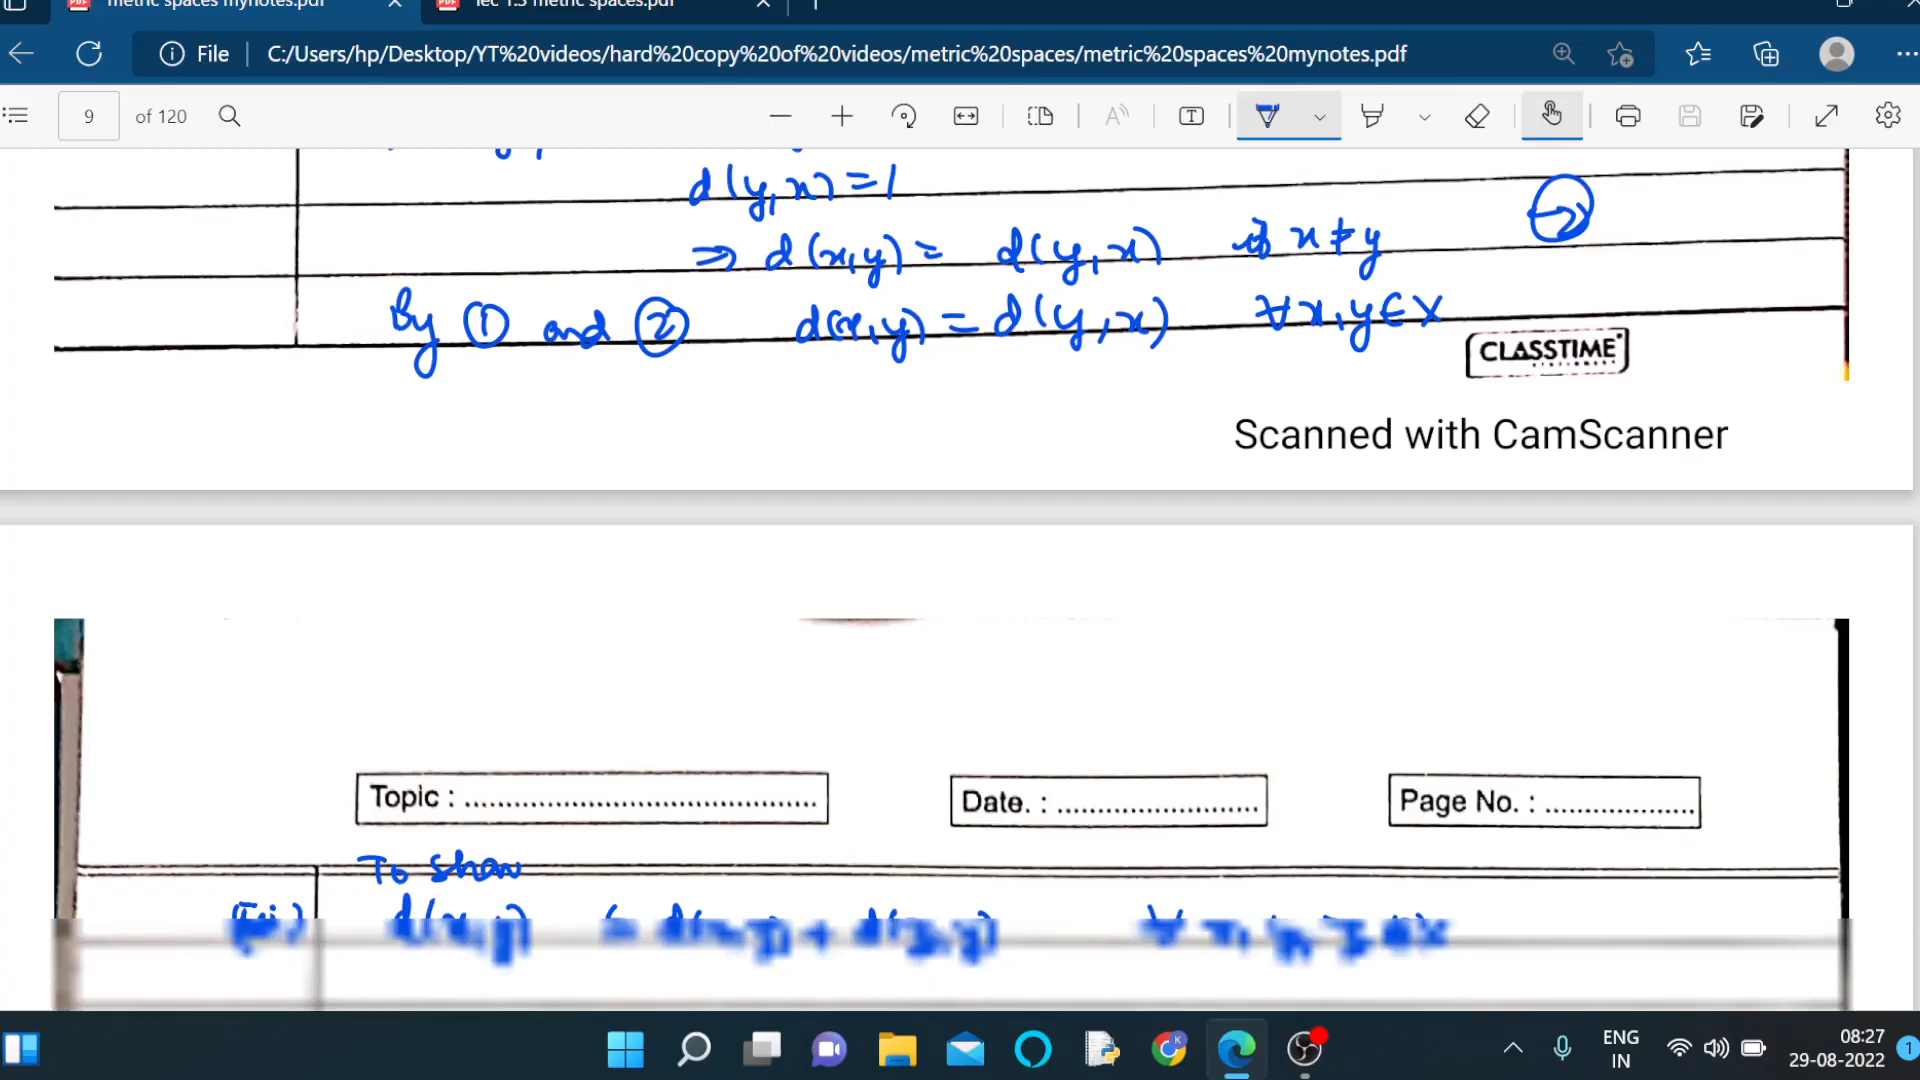 metric spaces mynotes.pdf
lec 1.3 metric spaces.pdf
File C:/Users/hp/Desktop/YT%20videos/hard%20copy%20of%20videos/metric%20spaces/metric%20spaces%20mynotes.pdf
9 of 120
d(y,x)=1
⇒ d(x,y) = d(y,x) if x≠y ②
By ① and ② d(x,y) = d(y,x) ∀x,y∈X
CLASSTIME
Scanned with CamScanner
Topic : ........................................... Date. : ........................ Page No. : ..................
To show
(iii) d(x,y) ≤ d(x,z) + d(z,y) ∀ x, y, z ∈ X
ENG
IN
08:27
29-08-2022
1